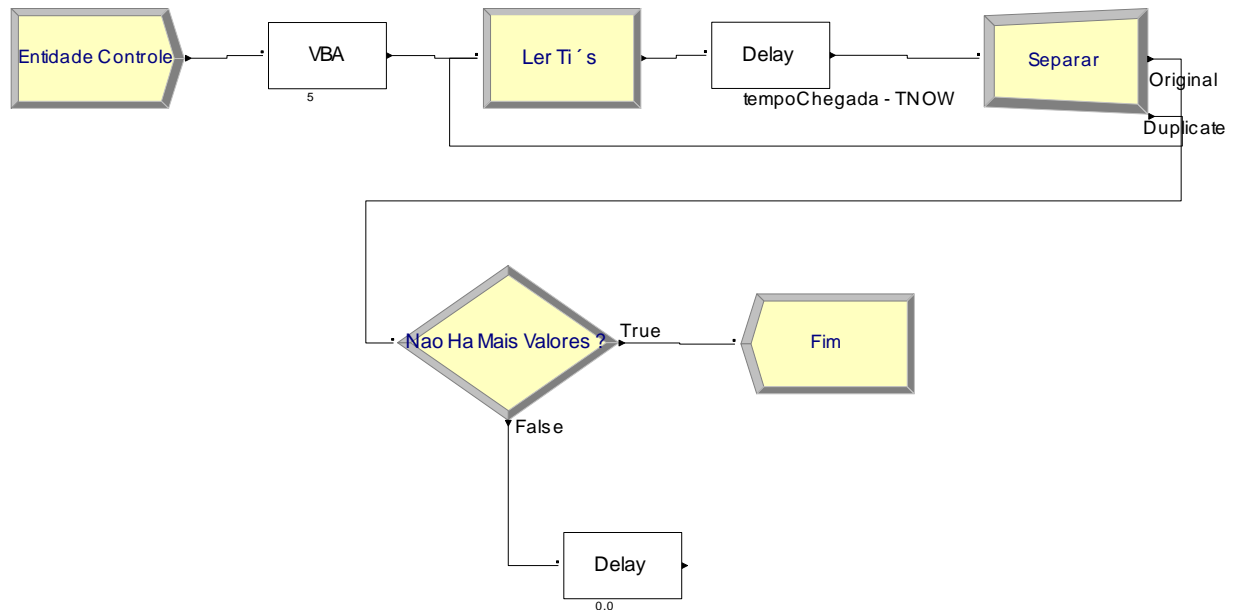 Entidade Controle
VBA
5
Ler Ti´s
Delay
tempoChegada - TNOW
Separar
Original
Duplicate
Nao Ha Mais Valores ?
True
Fim
False
Delay
0.0